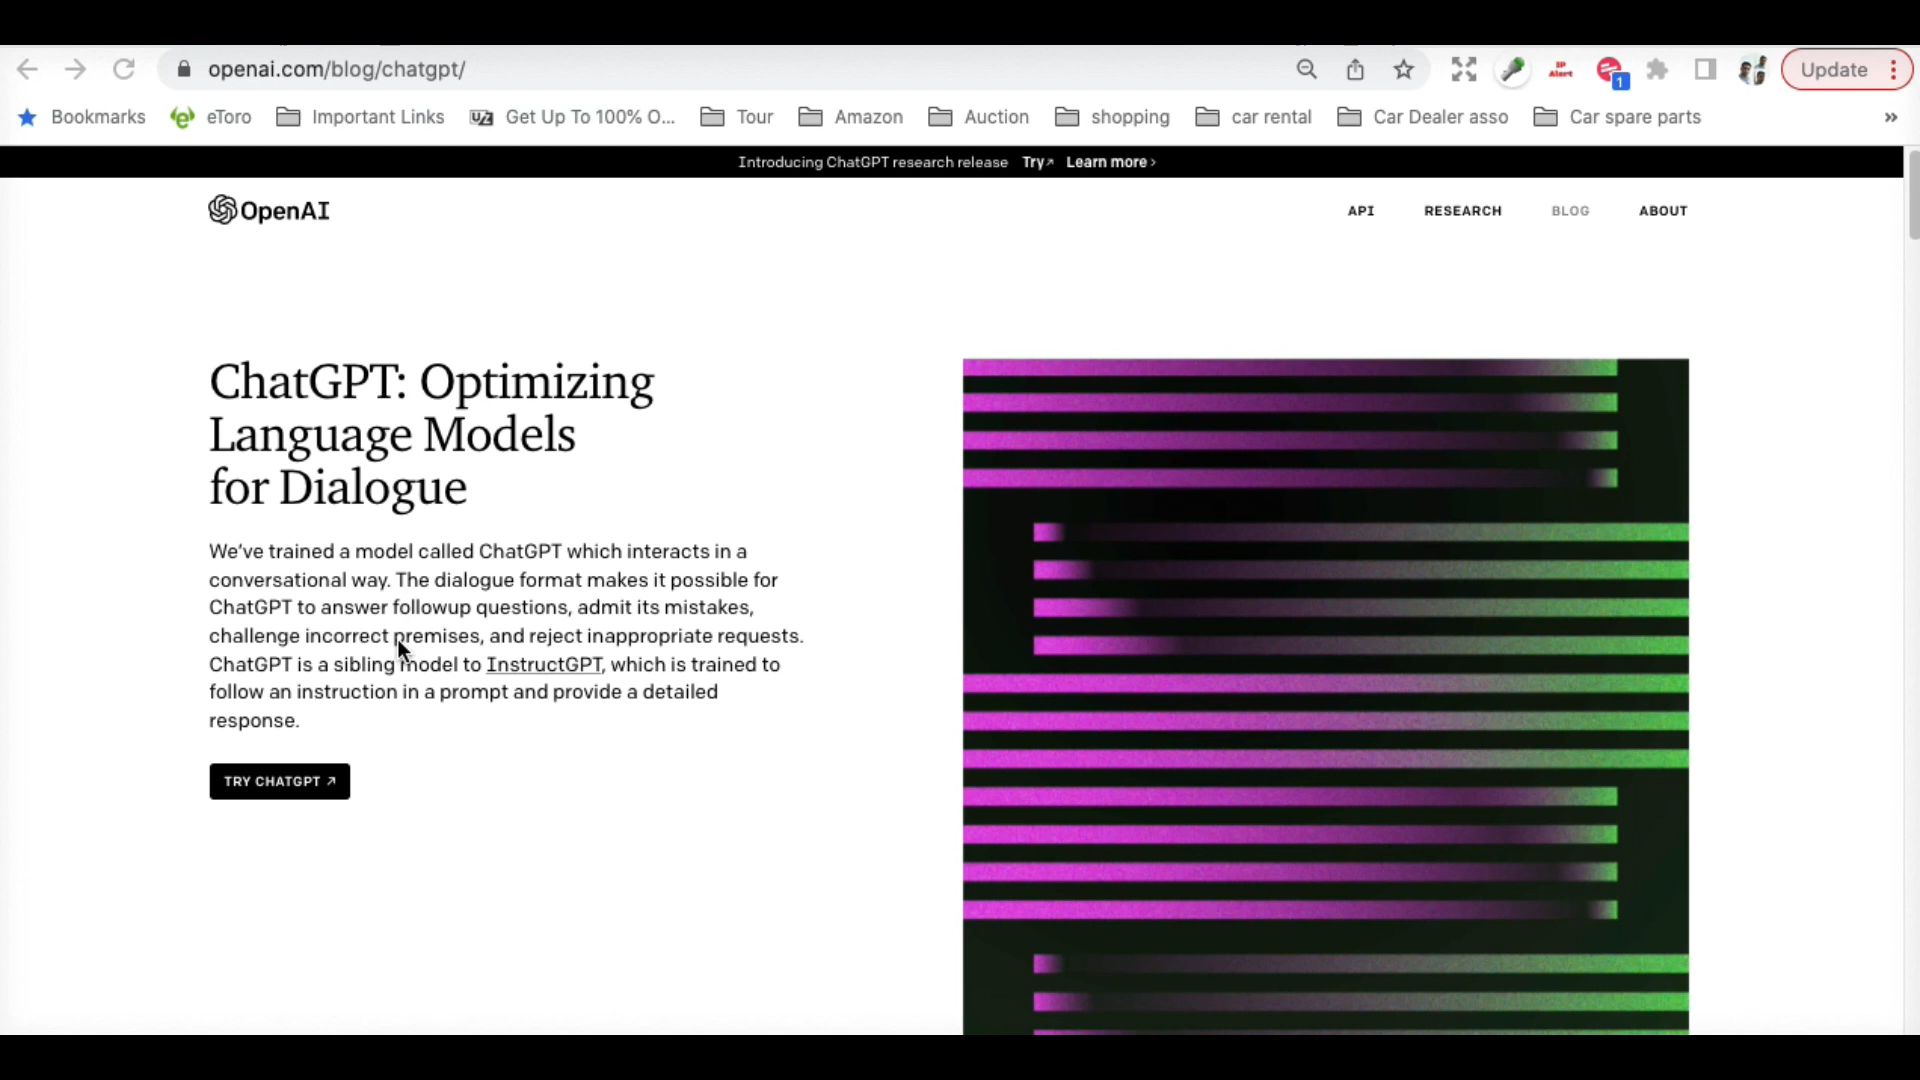 openai.com/blog/chatgpt/
IP Alert
1
Update
Bookmarks eToro Important Links Get Up To 100% O... Tour Amazon Auction shopping car rental Car Dealer asso Car spare parts »
Introducing ChatGPT research release Try↗ Learn more ›
OpenAI API RESEARCH BLOG ABOUT
ChatGPT: Optimizing
Language Models
for Dialogue
We’ve trained a model called ChatGPT which interacts in a
conversational way. The dialogue format makes it possible for
ChatGPT to answer followup questions, admit its mistakes,
challenge incorrect premises, and reject inappropriate requests.
ChatGPT is a sibling model to InstructGPT, which is trained to
follow an instruction in a prompt and provide a detailed
response.
TRY CHATGPT ↗